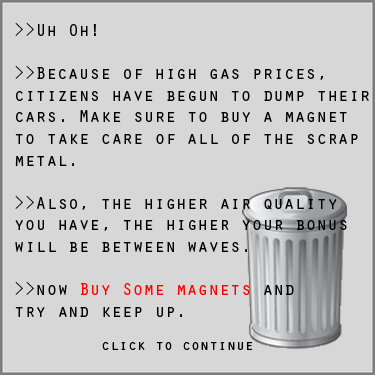 >>Uh Oh!
>>Because of high gas prices,
citizens have begun to dump their
cars. Make sure to buy a magnet
to take care of all of the scrap
metal.
>>Also, the higher air quality
you have, the higher your bonus
will be between waves.
>>now Buy Some magnets and
try and keep up.
click to continue